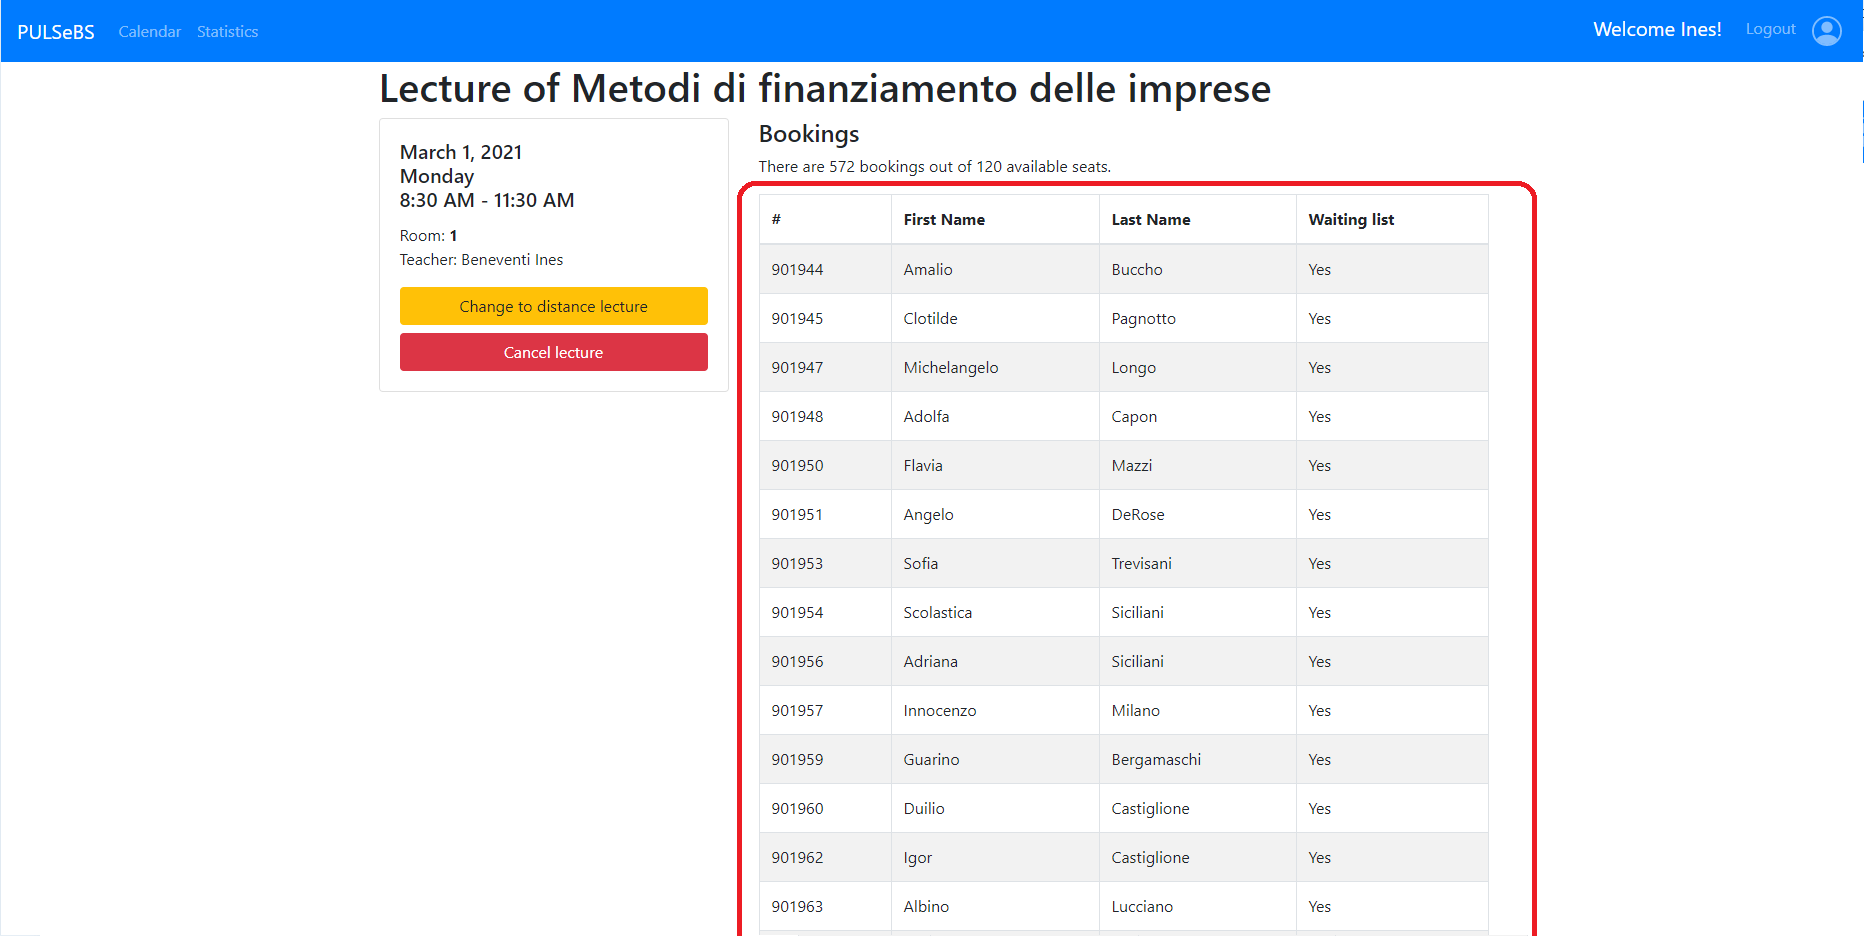 PULSeBS Calendar Statistics Welcome Ines! Logout
Lecture of Metodi di finanziamento delle imprese
March 1, 2021
Monday
8:30 AM - 11:30 AM
Room: 1
Teacher: Beneventi Ines
Change to distance lecture
Cancel lecture
Bookings
There are 572 bookings out of 120 available seats.
# First Name Last Name Waiting list
901944 Amalio Buccho Yes
901945 Clotilde Pagnotto Yes
901947 Michelangelo Longo Yes
901948 Adolfa Capon Yes
901950 Flavia Mazzi Yes
901951 Angelo DeRose Yes
901953 Sofia Trevisani Yes
901954 Scolastica Siciliani Yes
901956 Adriana Siciliani Yes
901957 Innocenzo Milano Yes
901959 Guarino Bergamaschi Yes
901960 Duilio Castiglione Yes
901962 Igor Castiglione Yes
901963 Albino Lucciano Yes